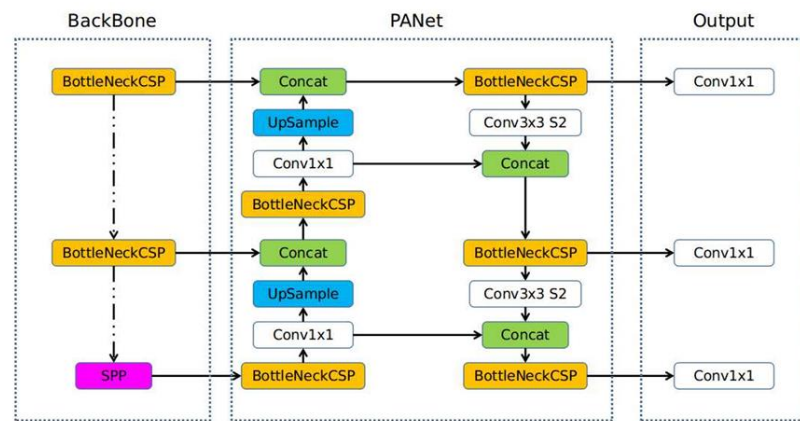 BackBone PANet Output
BottleNeckCSP Concat BottleNeckCSP Conv1x1
UpSample Conv3x3 S2
Conv1x1 Concat
BottleNeckCSP
BottleNeckCSP Concat BottleNeckCSP Conv1x1
UpSample Conv3x3 S2
Conv1x1 Concat
SPP BottleNeckCSP BottleNeckCSP Conv1x1